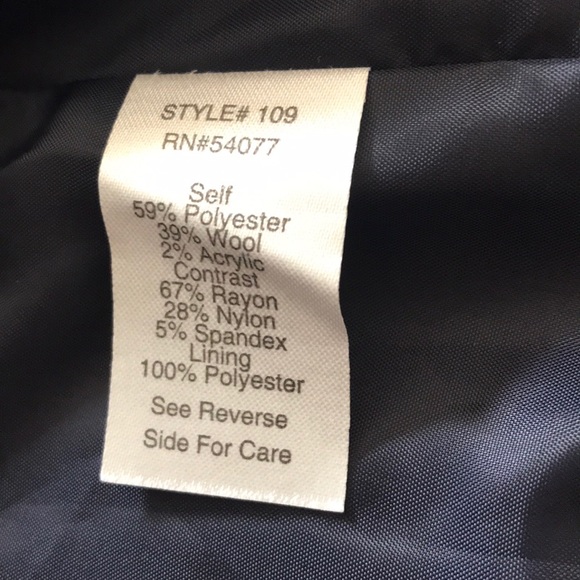 STYLE# 109
RN#54077
Self
59% Polyester
39% Wool
2% Acrylic
Contrast
67% Rayon
28% Nylon
5% Spandex
Lining
100% Polyester
See Reverse
Side For Care